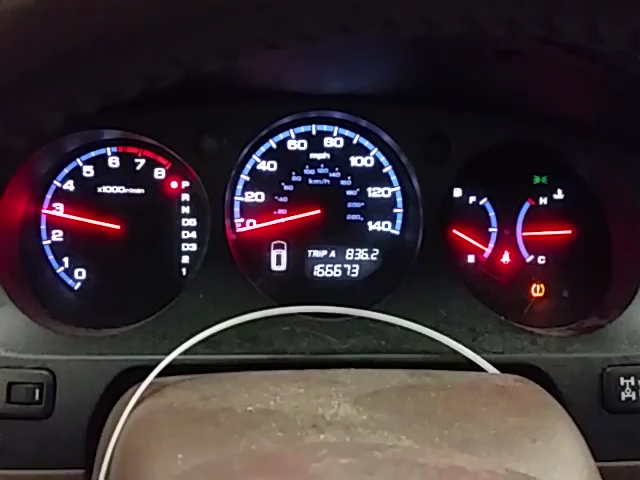 0 1 2 3 4 5 6 7 8
x1000r/min
P
R
N
D5
D4
D3
2
1
0 20 40 60 80 100 120 140
mph
km/h
TRIP A 836.2
166673
F
E
H
C